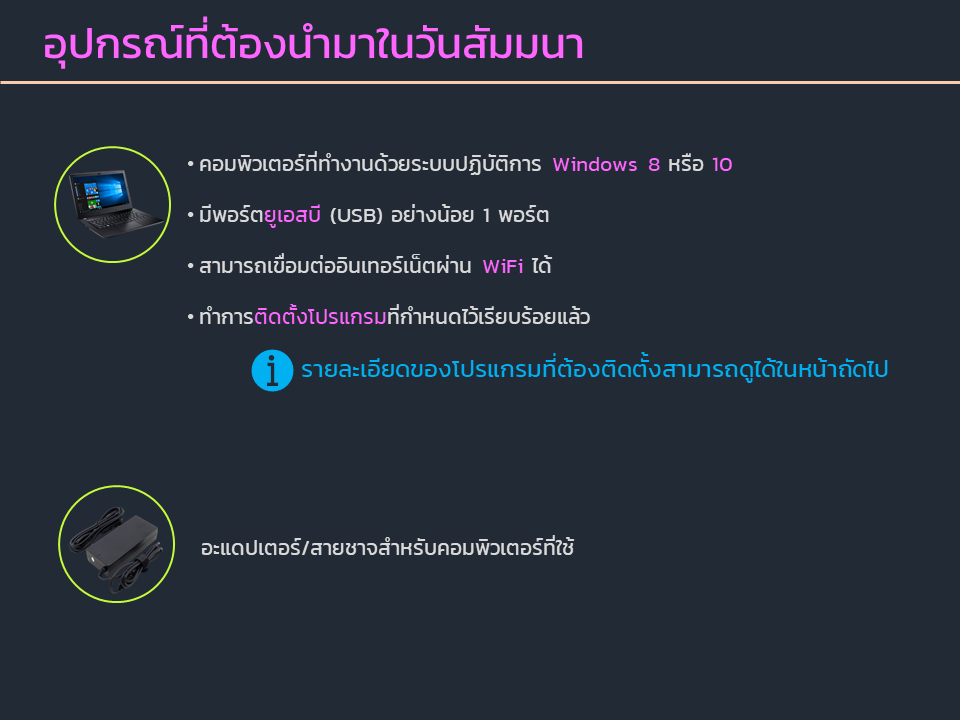 อุปกรณ์ที่ต้องนำมาในวันสัมมนา
• คอมพิวเตอร์ที่ทำงานด้วยระบบปฏิบัติการ Windows 8 หรือ 10
• มีพอร์ตยูเอสบี (USB) อย่างน้อย 1 พอร์ต
• สามารถเชื่อมต่ออินเทอร์เน็ตผ่าน WiFi ได้
• ทำการติดตั้งโปรแกรมที่กำหนดไว้เรียบร้อยแล้ว
i รายละเอียดของโปรแกรมที่ต้องติดตั้งสามารถดูได้ในหน้าถัดไป
อะแดปเตอร์/สายชาจสำหรับคอมพิวเตอร์ที่ใช้